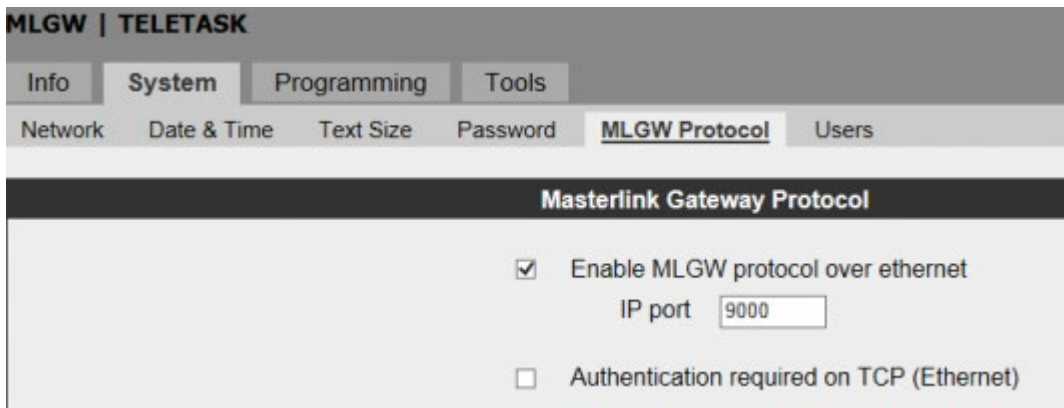 MLGW | TELETASK
Info System Programming Tools
Network Date & Time Text Size Password MLGW Protocol Users
Masterlink Gateway Protocol
Enable MLGW protocol over ethernet
IP port 9000
Authentication required on TCP (Ethernet)